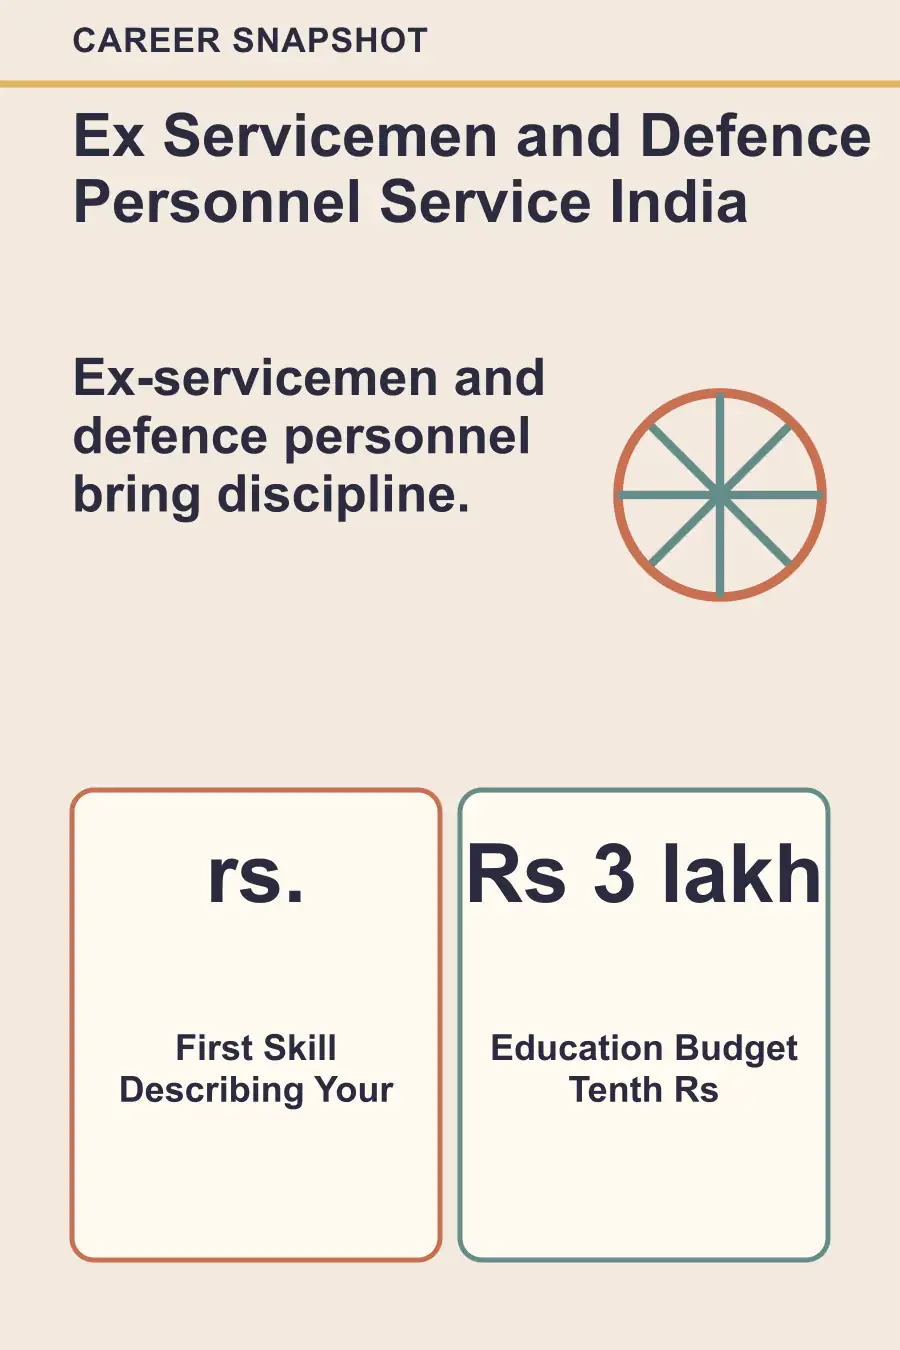 CAREER SNAPSHOT
Ex Servicemen and Defence
Personnel Service India
Ex-servicemen and
defence personnel
bring discipline.
rs.
First Skill
Describing Your
Rs 3 lakh
Education Budget
Tenth Rs